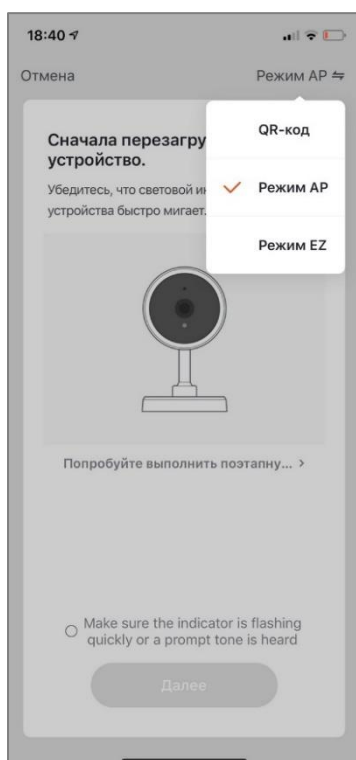 18:40
Отмена
Режим AP
QR-код
Режим AP
Режим EZ
Сначала перезагру
устройство.
Убедитесь, что световой ин
устройства быстро мигает.
Попробуйте выполнить поэтапну... >
Make sure the indicator is flashing
quickly or a prompt tone is heard
Далее